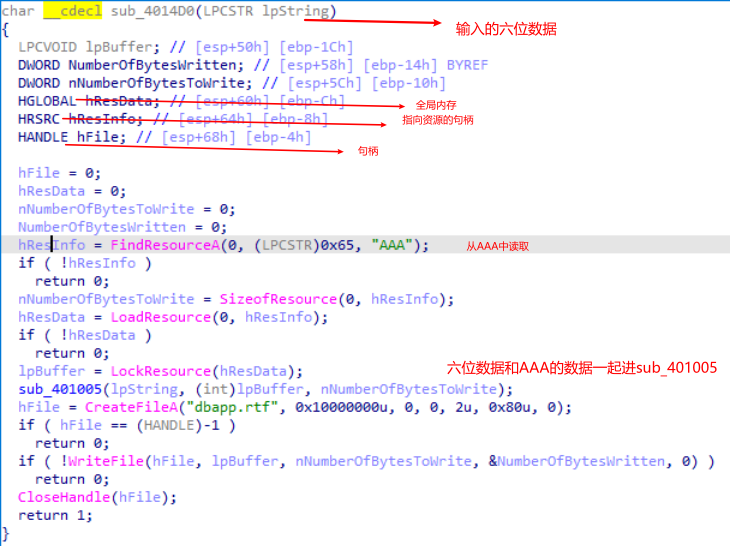 char __cdecl sub_4014D0(LPCSTR lpString)
输入的六位数据
{
LPCVOID lpBuffer; // [esp+50h] [ebp-1Ch]
DWORD NumberOfBytesWritten; // [esp+58h] [ebp-14h] BYREF
DWORD nNumberOfBytesToWrite; // [esp+5Ch] [ebp-10h]
HGLOBAL hResData; // [esp+60h] [ebp-Ch]
全局内存
HRSRC hResInfo; // [esp+64h] [ebp-8h]
指向资源的句柄
HANDLE hFile; // [esp+68h] [ebp-4h]
句柄
hFile = 0;
hResData = 0;
nNumberOfBytesToWrite = 0;
NumberOfBytesWritten = 0;
hResInfo = FindResourceA(0, (LPCSTR)0x65, "AAA");
从AAA中读取
if ( !hResInfo )
return 0;
nNumberOfBytesToWrite = SizeofResource(0, hResInfo);
hResData = LoadResource(0, hResInfo);
if ( !hResData )
return 0;
lpBuffer = LockResource(hResData);
六位数据和AAA的数据一起进sub_401005
sub_401005(lpString, (int)lpBuffer, nNumberOfBytesToWrite);
hFile = CreateFileA("dbapp.rtf", 0x10000000u, 0, 0, 2u, 0x80u, 0);
if ( hFile == (HANDLE)-1 )
return 0;
if ( !WriteFile(hFile, lpBuffer, nNumberOfBytesToWrite, &NumberOfBytesWritten, 0) )
return 0;
CloseHandle(hFile);
return 1;
}